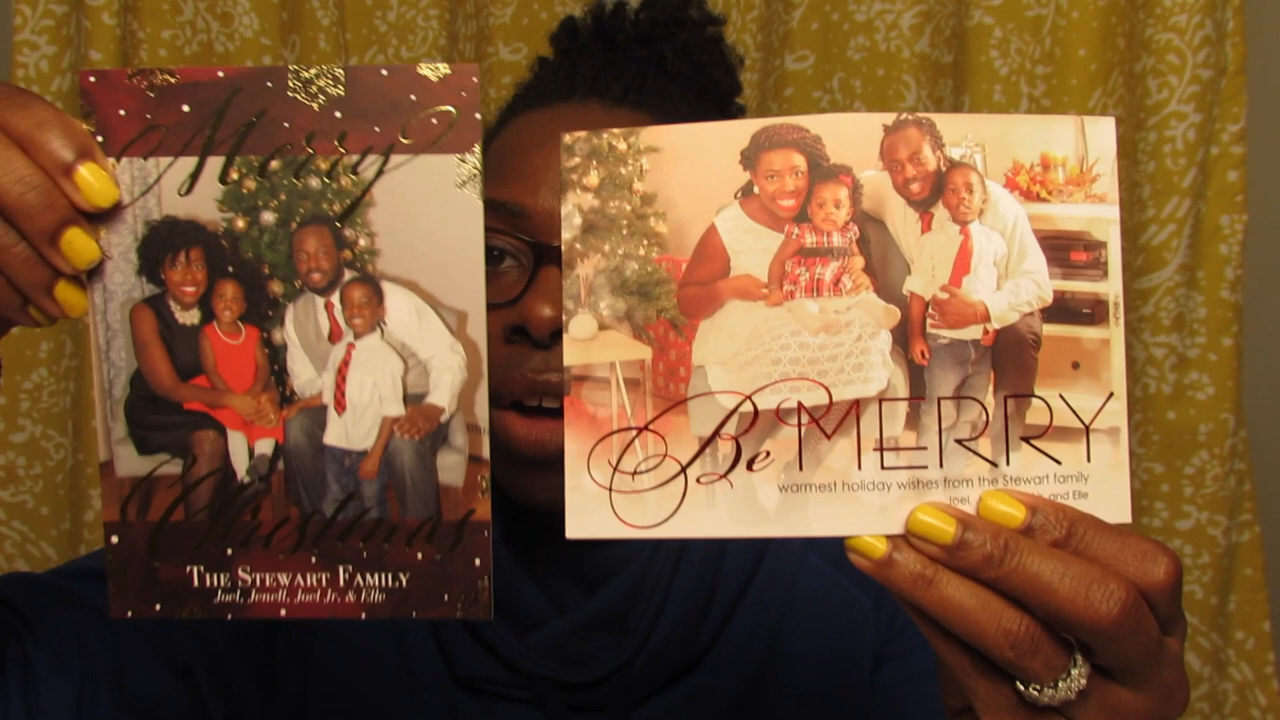 Merry
Christmas
THE STEWART FAMILY
Joel, Jenell, Joel Jr, & Elle
Be MERRY
warmest holiday wishes from the Stewart family
Joel, and Elle